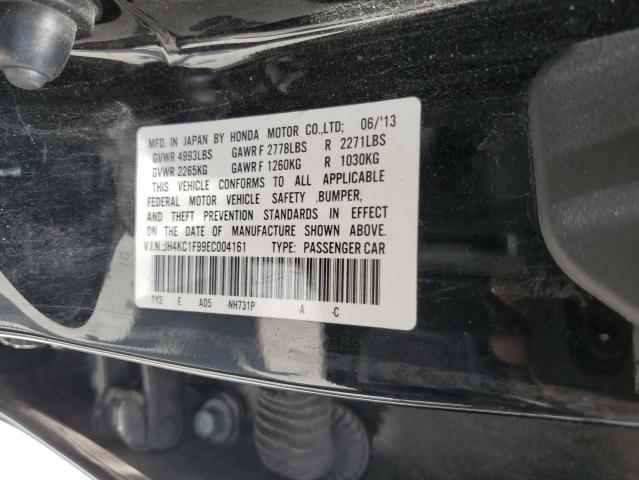 MFD. IN JAPAN BY HONDA MOTOR CO.,LTD; 06/'13
GVWR 4993LBS GAWR F 2778LBS R 2271LBS
GVWR 2265KG GAWR F 1260KG R 1030KG
THIS VEHICLE CONFORMS TO ALL APPLICABLE
FEDERAL MOTOR VEHICLE SAFETY ,BUMPER,
AND THEFT PREVENTION STANDARDS IN EFFECT
ON THE DATE OF MANUFACTURE SHOWN ABOVE.
V.I.N.:JH4KC1F99EC004161 TYPE: PASSENGER CAR
TY2 E AD5 -NH731P -A -C